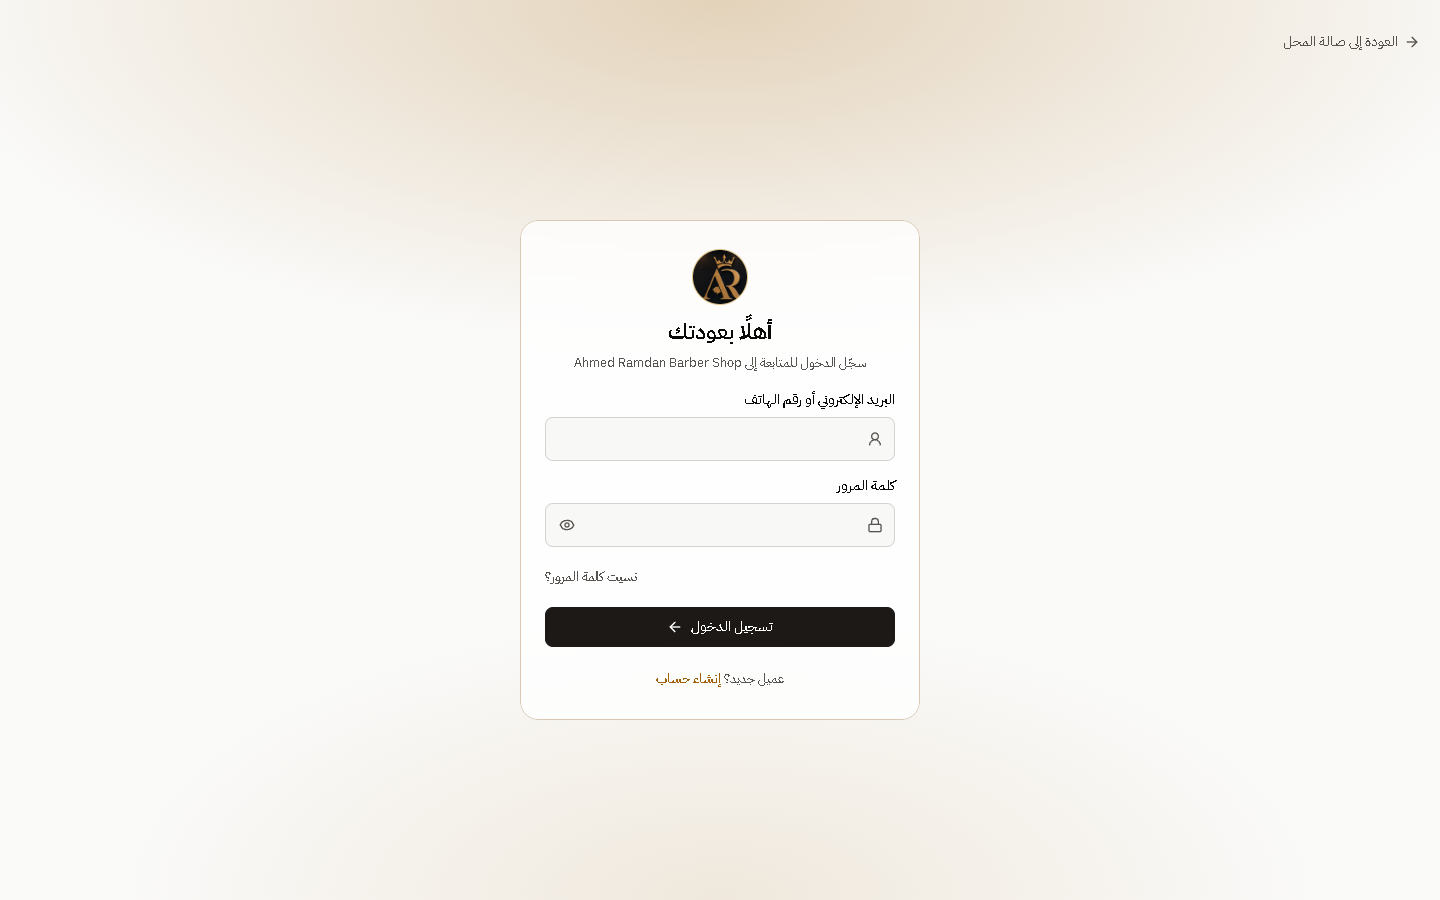 العودة إلى صالة المحل
AR
أهلًا بعودتك
سجّل الدخول للمتابعة إلى Ahmed Ramdan Barber Shop
البريد الإلكتروني أو رقم الهاتف
كلمة المرور
نسيت كلمة المرور؟
تسجيل الدخول
عميل جديد؟ إنشاء حساب